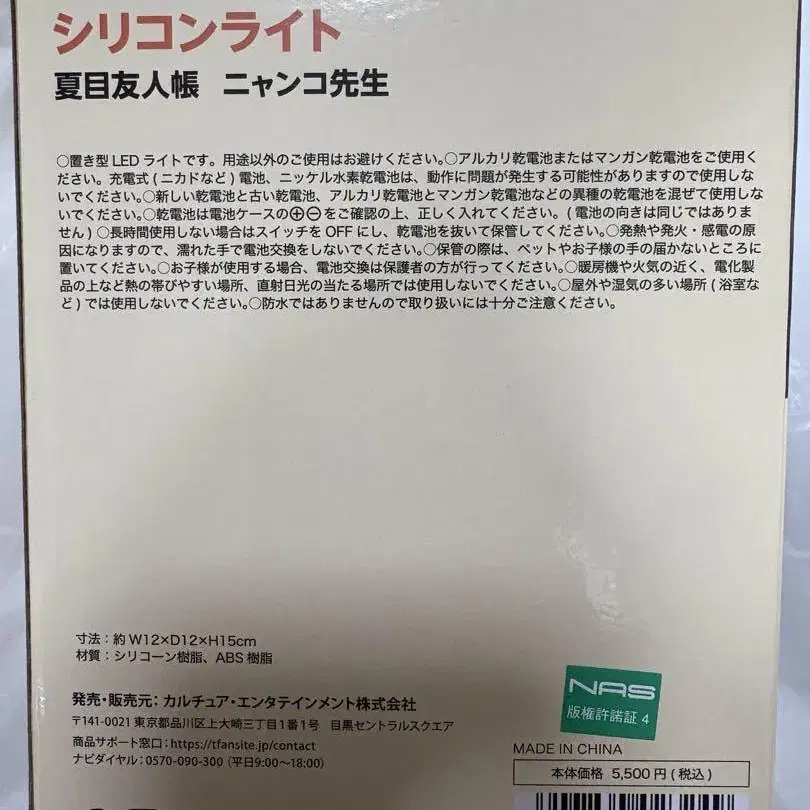 シリコンライト
夏目友人帳 ニャンコ先生
○置き型 LED ライトです。用途以外のご使用はお避けください。○アルカリ乾電池またはマンガン乾電池をご使用く
ださい。充電式 ( ニカドなど ) 電池、ニッケル水素乾電池は、動作に問題が発生する可能性がありますので使用しな
いでください。○新しい乾電池と古い乾電池、アルカリ乾電池とマンガン乾電池などの異種の乾電池を混ぜて使用しな
いでください。○乾電池は電池ケースの⊕⊖をご確認の上、正しく入れてください。( 電池の向きは同じではありま
せん ) ○長時間使用しない場合はスイッチを OFF にし、乾電池を抜いて保管してください。○発熱や発火・感電の原
因になりますので、濡れた手で電池交換をしないでください。○保管の際は、ペットやお子様の手の届かないところに
置いてください。○お子様が使用する場合、電池交換は保護者の方が行ってください。○暖房機や火気の近く、電化製
品の上など熱の帯びやすい場所、直射日光の当たる場所では使用しないでください。○屋外や湿気の多い場所 ( 浴室な
ど ) では使用しないでください。○防水ではありませんので取り扱いには十分ご注意ください。
寸法：約 W12×D12×H15cm
材質：シリコーン樹脂、ABS 樹脂
発売・販売元：カルチュア・エンタテインメント株式会社
〒141-0021 東京都品川区上大崎三丁目1番1号 目黒セントラルスクエア
商品サポート窓口：https://tfansite.jp/contact
ナビダイヤル：0570-090-300 (平日9:00〜18:00)
NAS
版権許諾証 4
MADE IN CHINA
本体価格 5,500 円 ( 税込 )